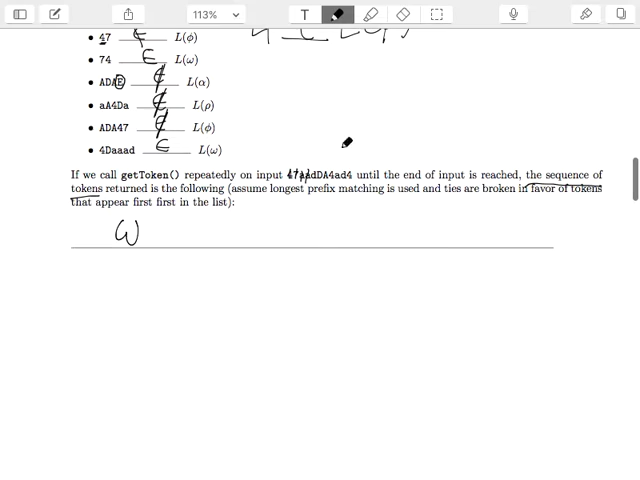 113%
• 47 ∉ L(ϕ)
• 74 ∈ L(ω)
• ADAE ∉ L(α)
• aA4Da ∉ L(ρ)
• ADA47 ∉ L(ϕ)
• 4Daaad ∈ L(ω)
If we call getToken() repeatedly on input 47aadDA4ad4 until the end of input is reached, the sequence of
tokens returned is the following (assume longest prefix matching is used and ties are broken in favor of tokens
that appear first first in the list):
ω